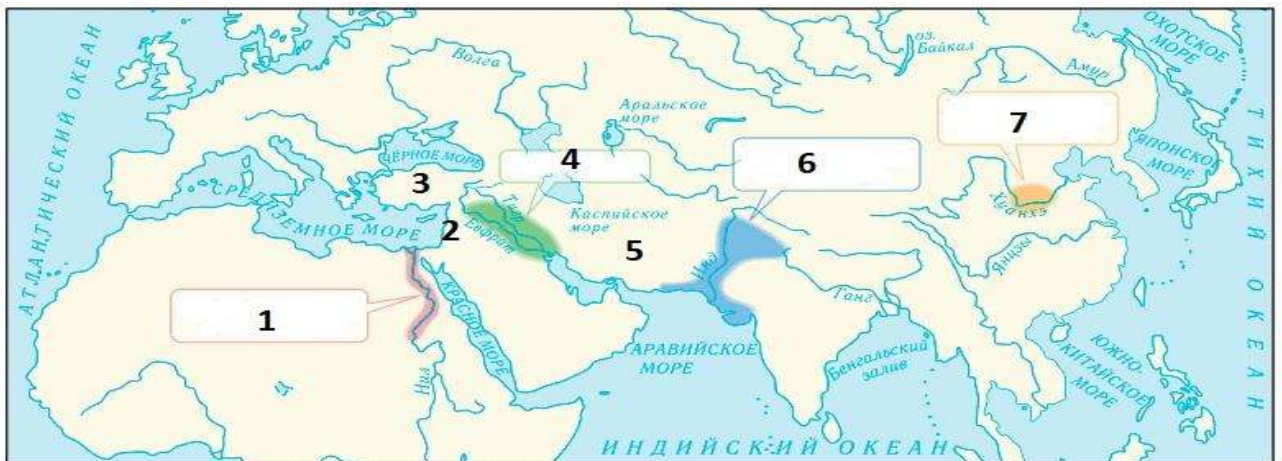 АТЛАНТИЧЕСКИЙ ОКЕАН
Волга
оз.
Байкал
Амур
ОХОТСКОЕ
МОРЕ
Аральское
море
7
ЯПОНСКОЕ
МОРЕ
ТИХИЙ ОКЕАН
ЧЁРНОЕ МОРЕ
4
6
3
СРЕДИЗЕМНОЕ МОРЕ
2
Тигр
Евфрат
Каспийское
море
5
Инд
Хуанхэ
Янцзы
1
КРАСНОЕ МОРЕ
Нил
Ганг
АРАВИЙСКОЕ
МОРЕ
Бенгальский
залив
ЮЖНО-
КИТАЙСКОЕ
МОРЕ
Ц
ИНДИЙСКИЙ ОКЕАН